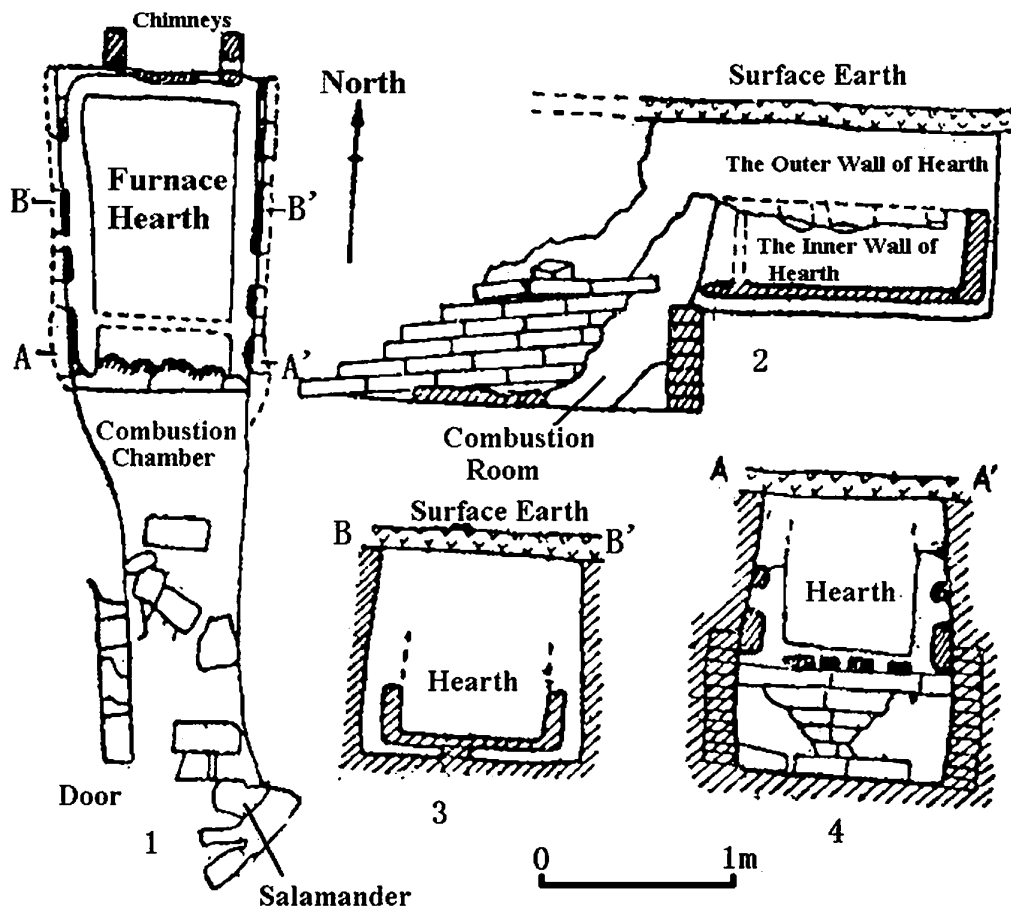 Chimneys
North
Furnace
Hearth
B
B'
A
A'
Combustion
Chamber
Door
1
Salamander
Surface Earth
The Outer Wall of Hearth
The Inner Wall of
Hearth
2
Combustion
Room
Surface Earth
B
B'
Hearth
3
A
A'
Hearth
4
0
1m